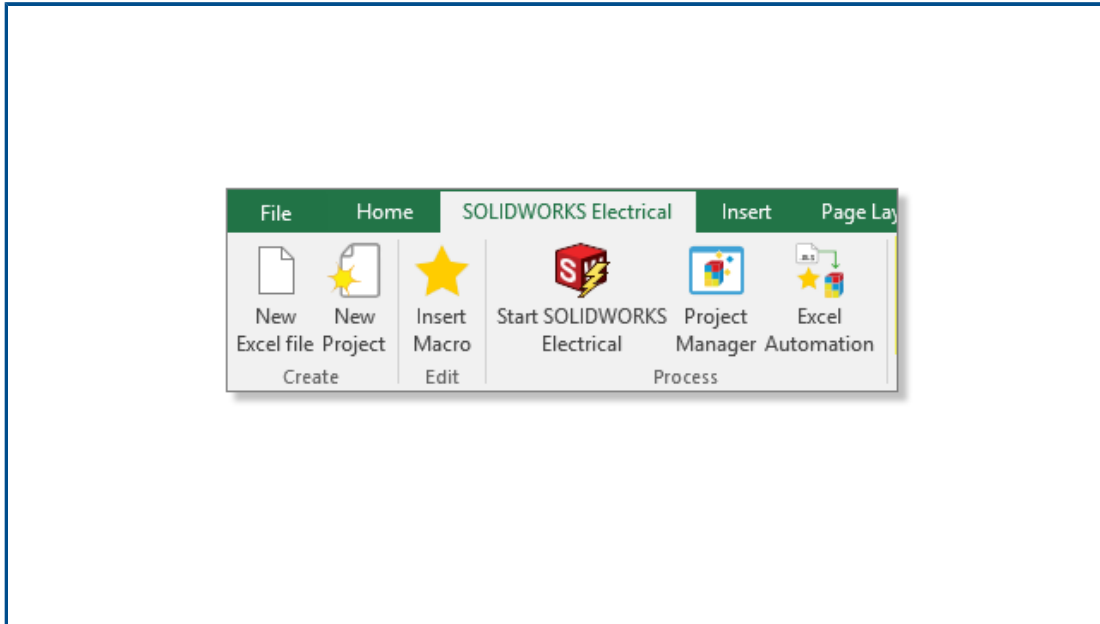 File Home SOLIDWORKS Electrical Insert Page Lay
New Excel file
New Project
Insert Macro
Start SOLIDWORKS Electrical
Project Manager
Excel Automation
Create Edit Process